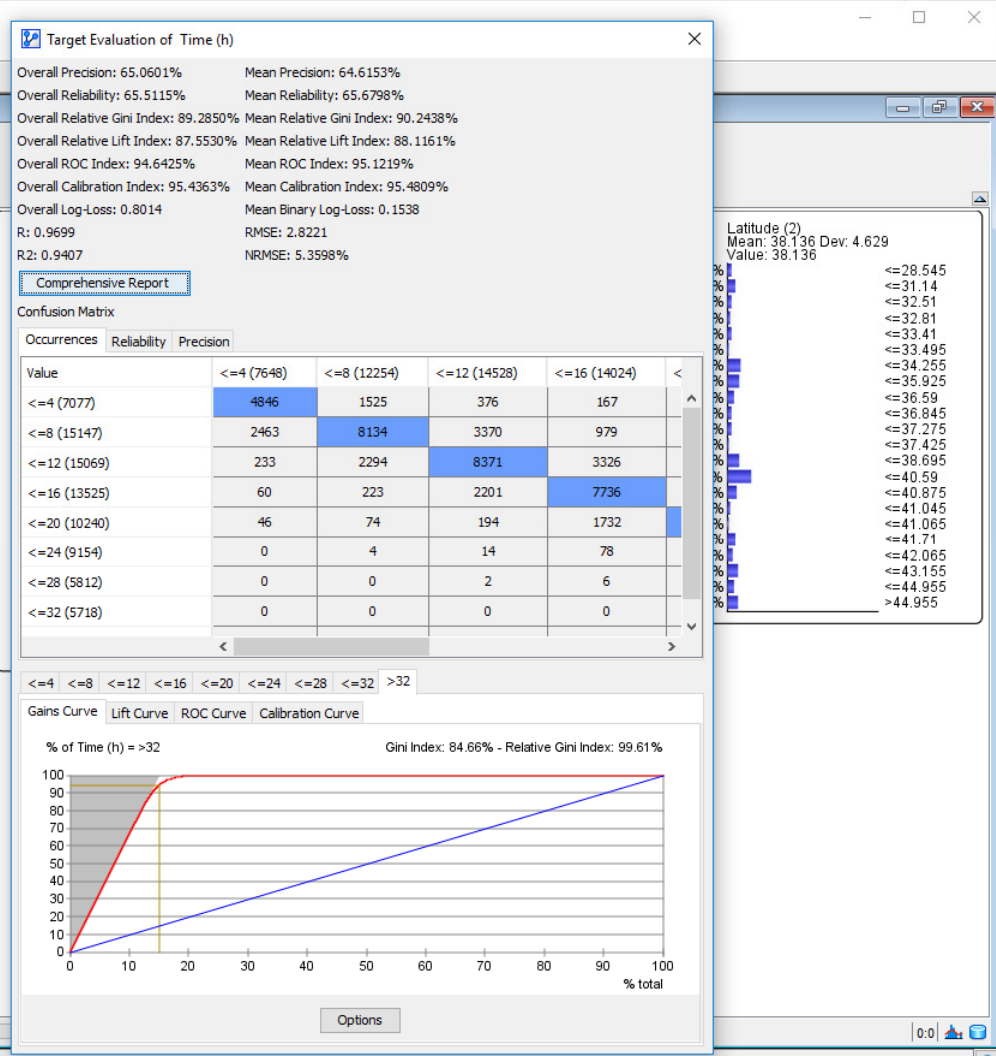 Target Evaluation of Time (h)
Overall Precision: 65.0601% Mean Precision: 64.6153%
Overall Reliability: 65.5115% Mean Reliability: 65.6798%
Overall Relative Gini Index: 89.2850% Mean Relative Gini Index: 90.2438%
Overall Relative Lift Index: 87.5530% Mean Relative Lift Index: 88.1161%
Overall ROC Index: 94.6425% Mean ROC Index: 95.1219%
Overall Calibration Index: 95.4363% Mean Calibration Index: 95.4809%
Overall Log-Loss: 0.8014 Mean Binary Log-Loss: 0.1538
R: 0.9699 RMSE: 2.8221
R2: 0.9407 NRMSE: 5.3598%
Comprehensive Report
Confusion Matrix
Occurrences Reliability Precision
Value <=4 (7648) <=8 (12254) <=12 (14528) <=16 (14024) <
<=4 (7077) 4846 1525 376 167
<=8 (15147) 2463 8134 3370 979
<=12 (15069) 233 2294 8371 3326
<=16 (13525) 60 223 2201 7736
<=20 (10240) 46 74 194 1732
<=24 (9154) 0 4 14 78
<=28 (5812) 0 0 2 6
<=32 (5718) 0 0 0 0
<=4 <=8 <=12 <=16 <=20 <=24 <=28 <=32 >32
Gains Curve Lift Curve ROC Curve Calibration Curve
% of Time (h) = >32 Gini Index: 84.66% - Relative Gini Index: 99.61%
100
90
80
70
60
50
40
30
20
10
0
0 10 20 30 40 50 60 70 80 90 100
% total
Options
Latitude (2)
Mean: 38.136 Dev: 4.629
Value: 38.136
% <=28.545
% <=31.14
% <=32.51
% <=32.81
% <=33.41
% <=33.495
% <=34.255
% <=35.925
% <=36.59
% <=36.845
% <=37.275
% <=37.425
% <=38.695
% <=40.59
% <=40.875
% <=41.045
% <=41.065
% <=41.71
% <=42.065
% <=43.155
% <=44.955
% >44.955
0:0